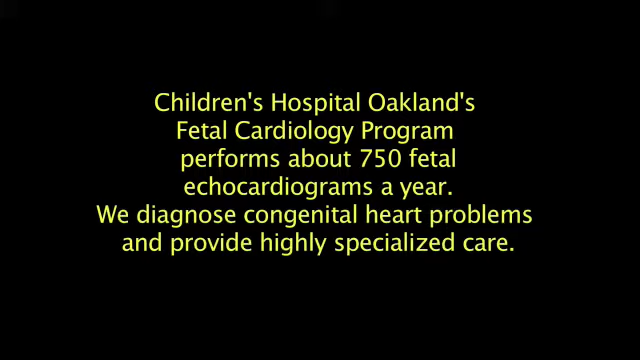 Children's Hospital Oakland's
Fetal Cardiology Program
performs about 750 fetal
echocardiograms a year.
We diagnose congenital heart problems
and provide highly specialized care.